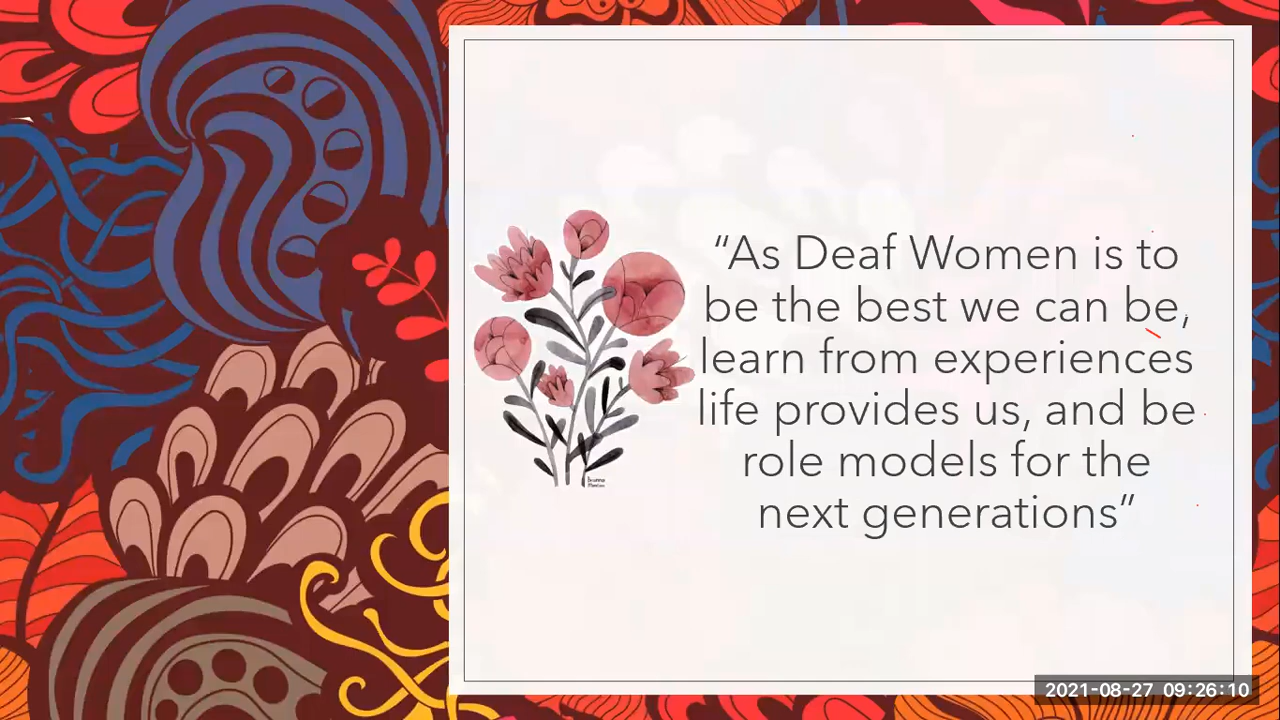 “As Deaf Women is to
be the best we can be,
learn from experiences
life provides us, and be
role models for the
next generations”
2021-08-27 09:26:10